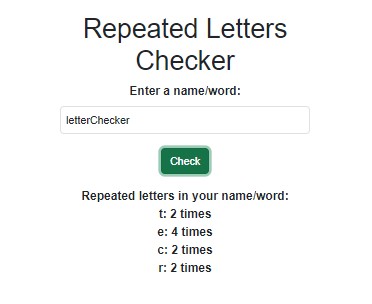 Repeated Letters
Checker
Enter a name/word:
letterChecker
Check
Repeated letters in your name/word:
t: 2 times
e: 4 times
c: 2 times
r: 2 times